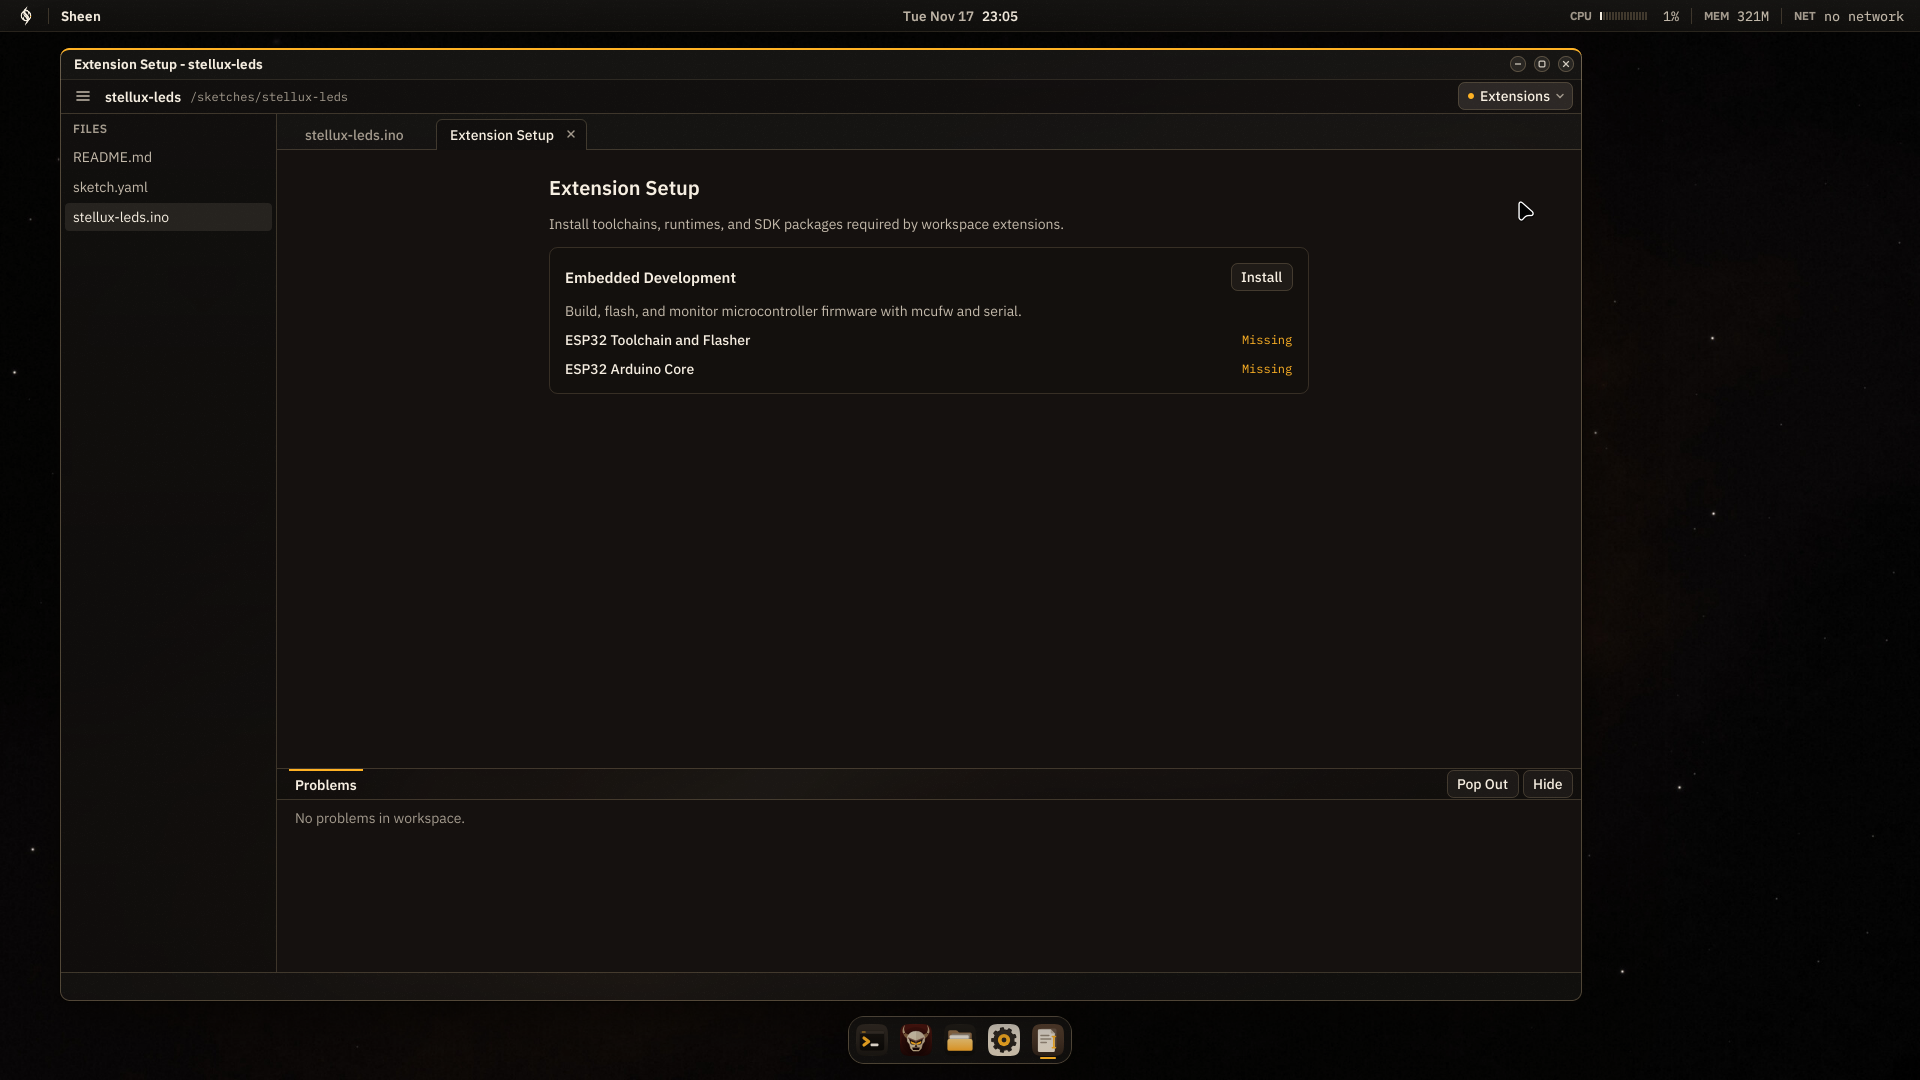 Sheen
Tue Nov 17 23:05
CPU 1% MEM 321M NET no network
Extension Setup - stellux-leds
stellux-leds /sketches/stellux-leds
Extensions
FILES
README.md
sketch.yaml
stellux-leds.ino
stellux-leds.ino
Extension Setup
Extension Setup
Install toolchains, runtimes, and SDK packages required by workspace extensions.
Embedded Development
Install
Build, flash, and monitor microcontroller firmware with mcufw and serial.
ESP32 Toolchain and Flasher Missing
ESP32 Arduino Core Missing
Problems
Pop Out
Hide
No problems in workspace.